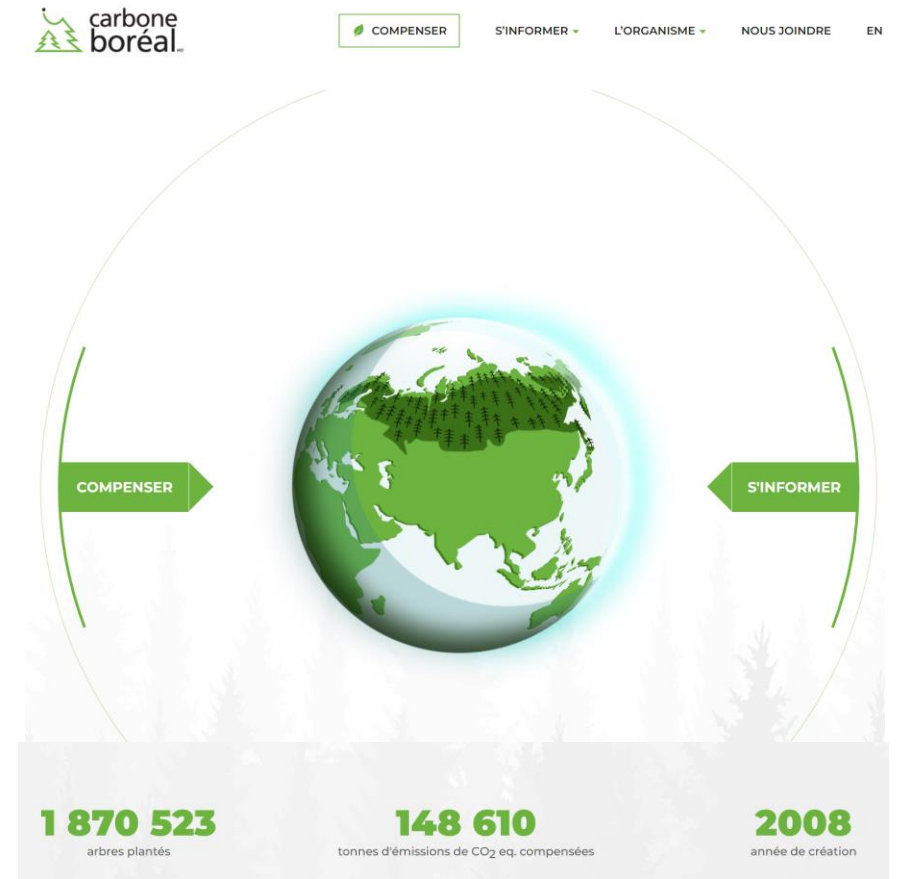 carbone
boréal
COMPENSER
S'INFORMER
L'ORGANISME
NOUS JOINDRE
EN
COMPENSER
S'INFORMER
1 870 523
arbres plantés
148 610
tonnes d'émissions de CO2 eq. compensées
2008
année de création